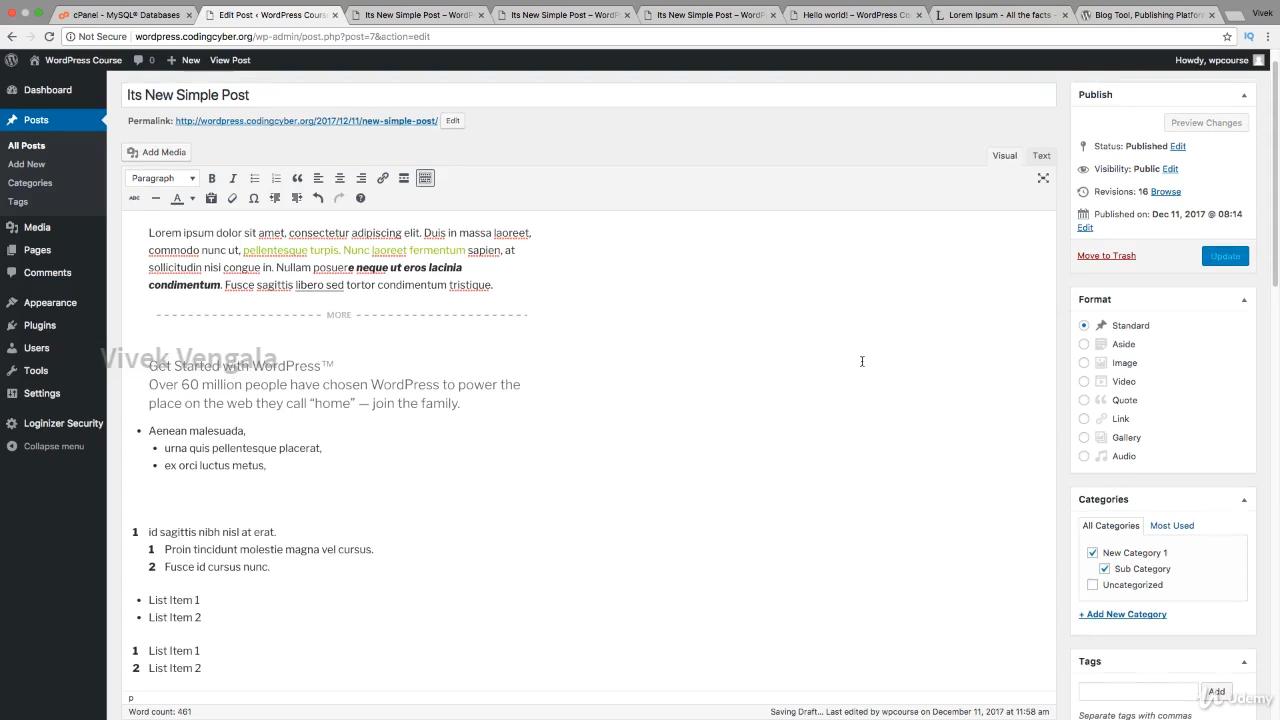 cPanel - MySQL® Databases
Edit Post ‹ WordPress Cours
Its New Simple Post – WordP
Its New Simple Post – WordP
Its New Simple Post – WordP
Hello world! – WordPress Co
Lorem Ipsum - All the facts -
Blog Tool, Publishing Platfor
Vivek
Not Secure
wordpress.codingcyber.org/wp-admin/post.php?post=7&action=edit
IQ
WordPress Course
0
New
View Post
Howdy, wpcourse
Dashboard
Posts
All Posts
Add New
Categories
Tags
Media
Pages
Comments
Appearance
Plugins
Users
Tools
Settings
Loginizer Security
Collapse menu
Its New Simple Post
Permalink: http://wordpress.codingcyber.org/2017/12/11/new-simple-post/ Edit
Add Media
Visual
Text
Paragraph
B
I
ABC
A
Lorem ipsum dolor sit amet, consectetur adipiscing elit. Duis in massa laoreet,
commodo nunc ut, pellentesque turpis. Nunc laoreet fermentum sapien, at
sollicitudin nisi congue in. Nullam posuere neque ut eros lacinia
condimentum. Fusce sagittis libero sed tortor condimentum tristique.
MORE
Vivek Vengala
Get Started with WordPress™
Over 60 million people have chosen WordPress to power the
place on the web they call “home” — join the family.
• Aenean malesuada,
• urna quis pellentesque placerat,
• ex orci luctus metus,
1 id sagittis nibh nisl at erat.
1 Proin tincidunt molestie magna vel cursus.
2 Fusce id cursus nunc.
• List Item 1
• List Item 2
1 List Item 1
2 List Item 2
p
Word count: 461
Saving Draft... Last edited by wpcourse on December 11, 2017 at 11:58 am
Publish
Preview Changes
Status: Published Edit
Visibility: Public Edit
Revisions: 16 Browse
Published on: Dec 11, 2017 @ 08:14
Edit
Move to Trash
Update
Format
Standard
Aside
Image
Video
Quote
Link
Gallery
Audio
Categories
All Categories
Most Used
New Category 1
Sub Category
Uncategorized
+ Add New Category
Tags
Add
Separate tags with commas
Udemy